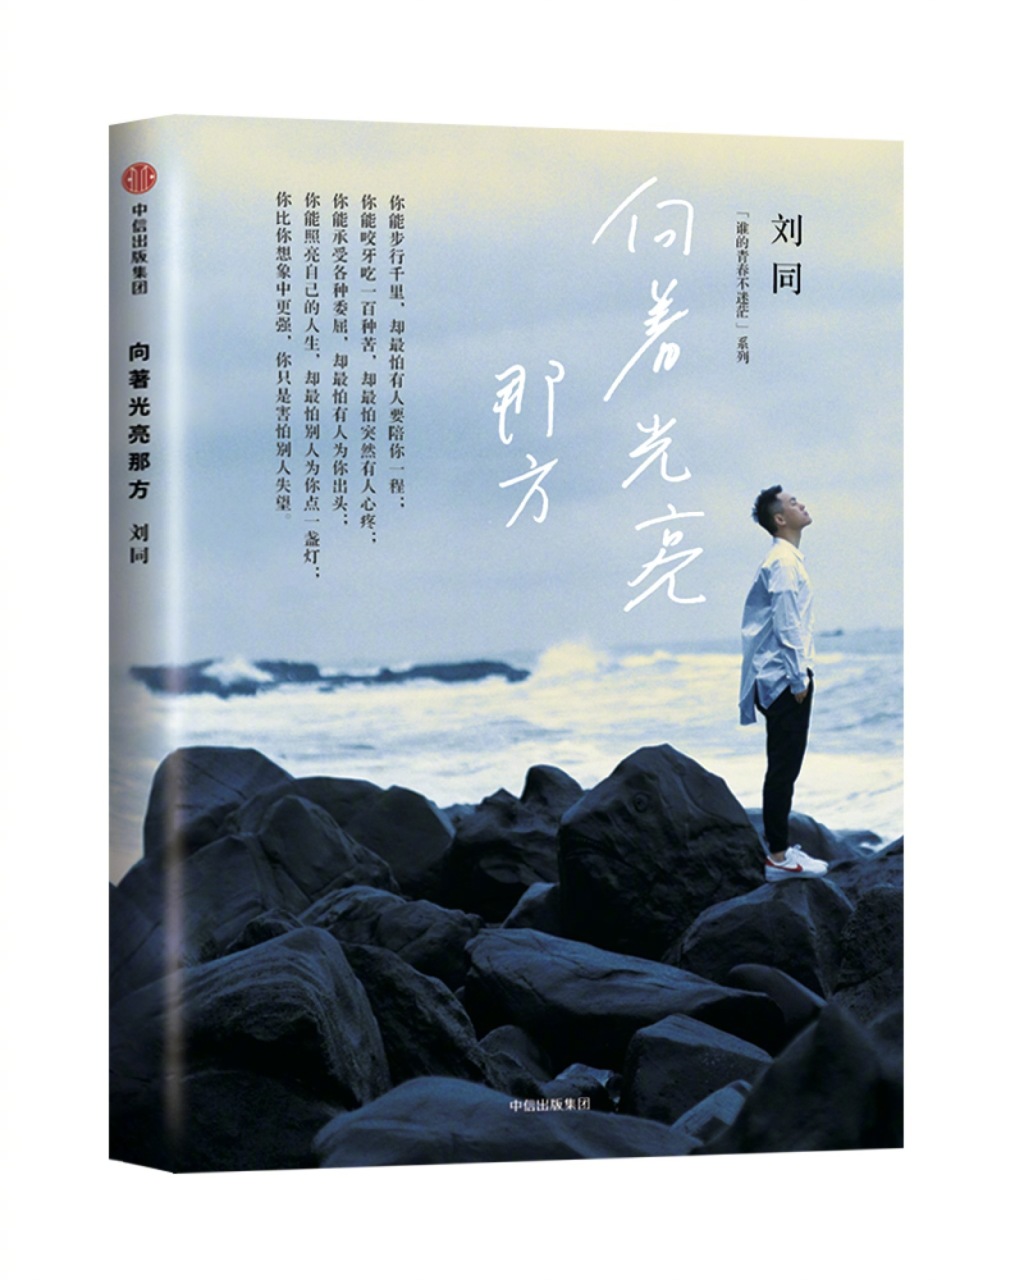 中信出版集团
向著光亮那方
刘同
刘同
「谁的青春不迷茫」系列
向着光亮
那方
你能步行千里，却最怕有人要陪你一程；
你能咬牙吃一百种苦，却最怕突然有人心疼；
你能承受各种委屈，却最怕有人为你出头；
你能照亮自己的人生，却最怕别人为你点一盏灯；
你比你想象中更强，你只是害怕别人失望。
中信出版集团